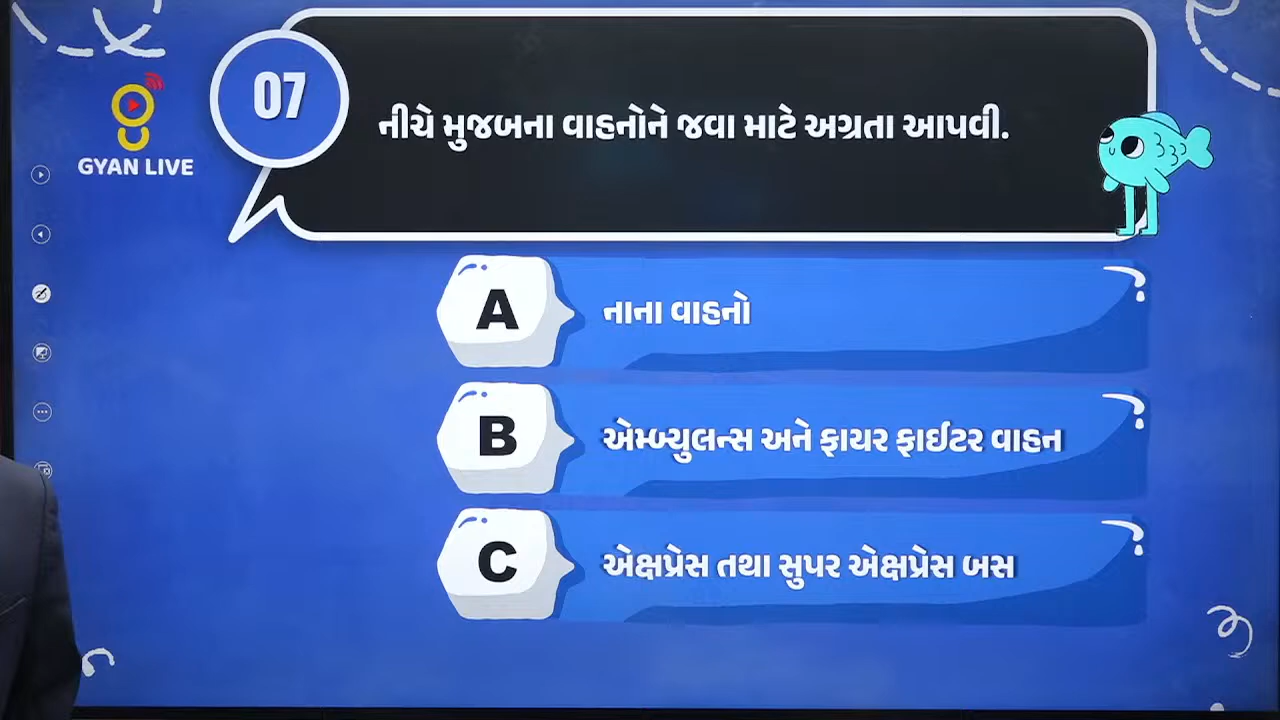 07
નીચે મુજબના વાહનોને જવા માટે અગ્રતા આપવી.
GYAN LIVE
A
નાના વાહનો
B
એમ્બ્યુલન્સ અને ફાયર ફાઈટર વાહન
C
એક્ષપ્રેસ તથા સુપર એક્ષપ્રેસ બસ